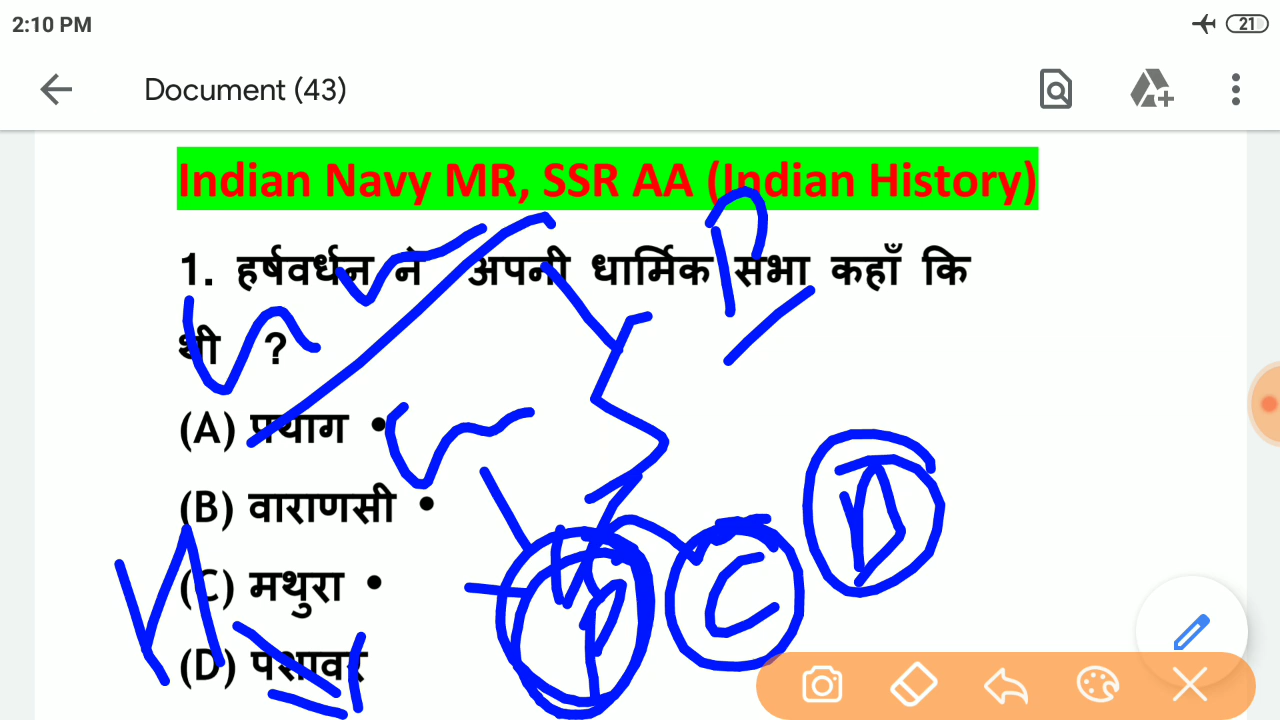 2:10 PM
21
Document (43)
Indian Navy MR, SSR AA (Indian History)
1. हर्षवर्धन ने अपनी धार्मिक सभा कहाँ कि
थी ?
(A) प्रयाग •
(B) वाराणसी •
(C) मथुरा •
(D) पेशावर
C
D